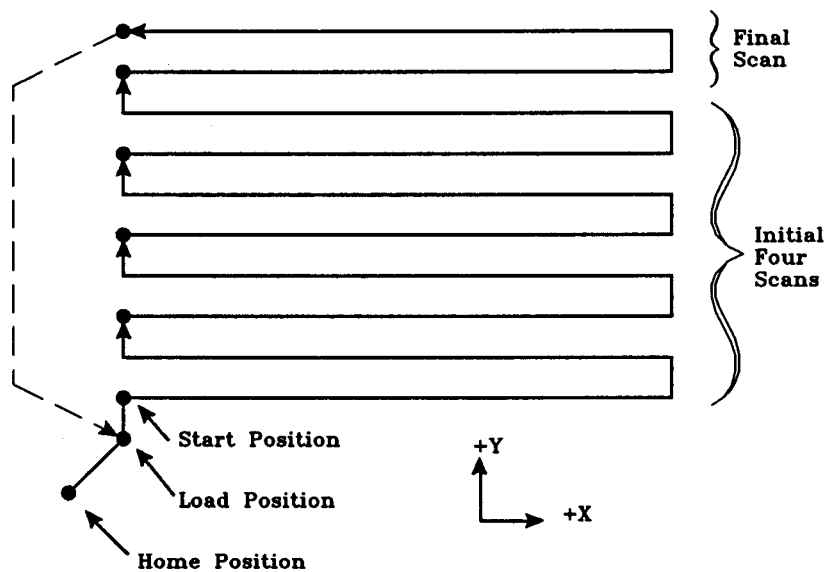 Final
Scan
Initial
Four
Scans
Start Position
+Y
Load Position
+X
Home Position